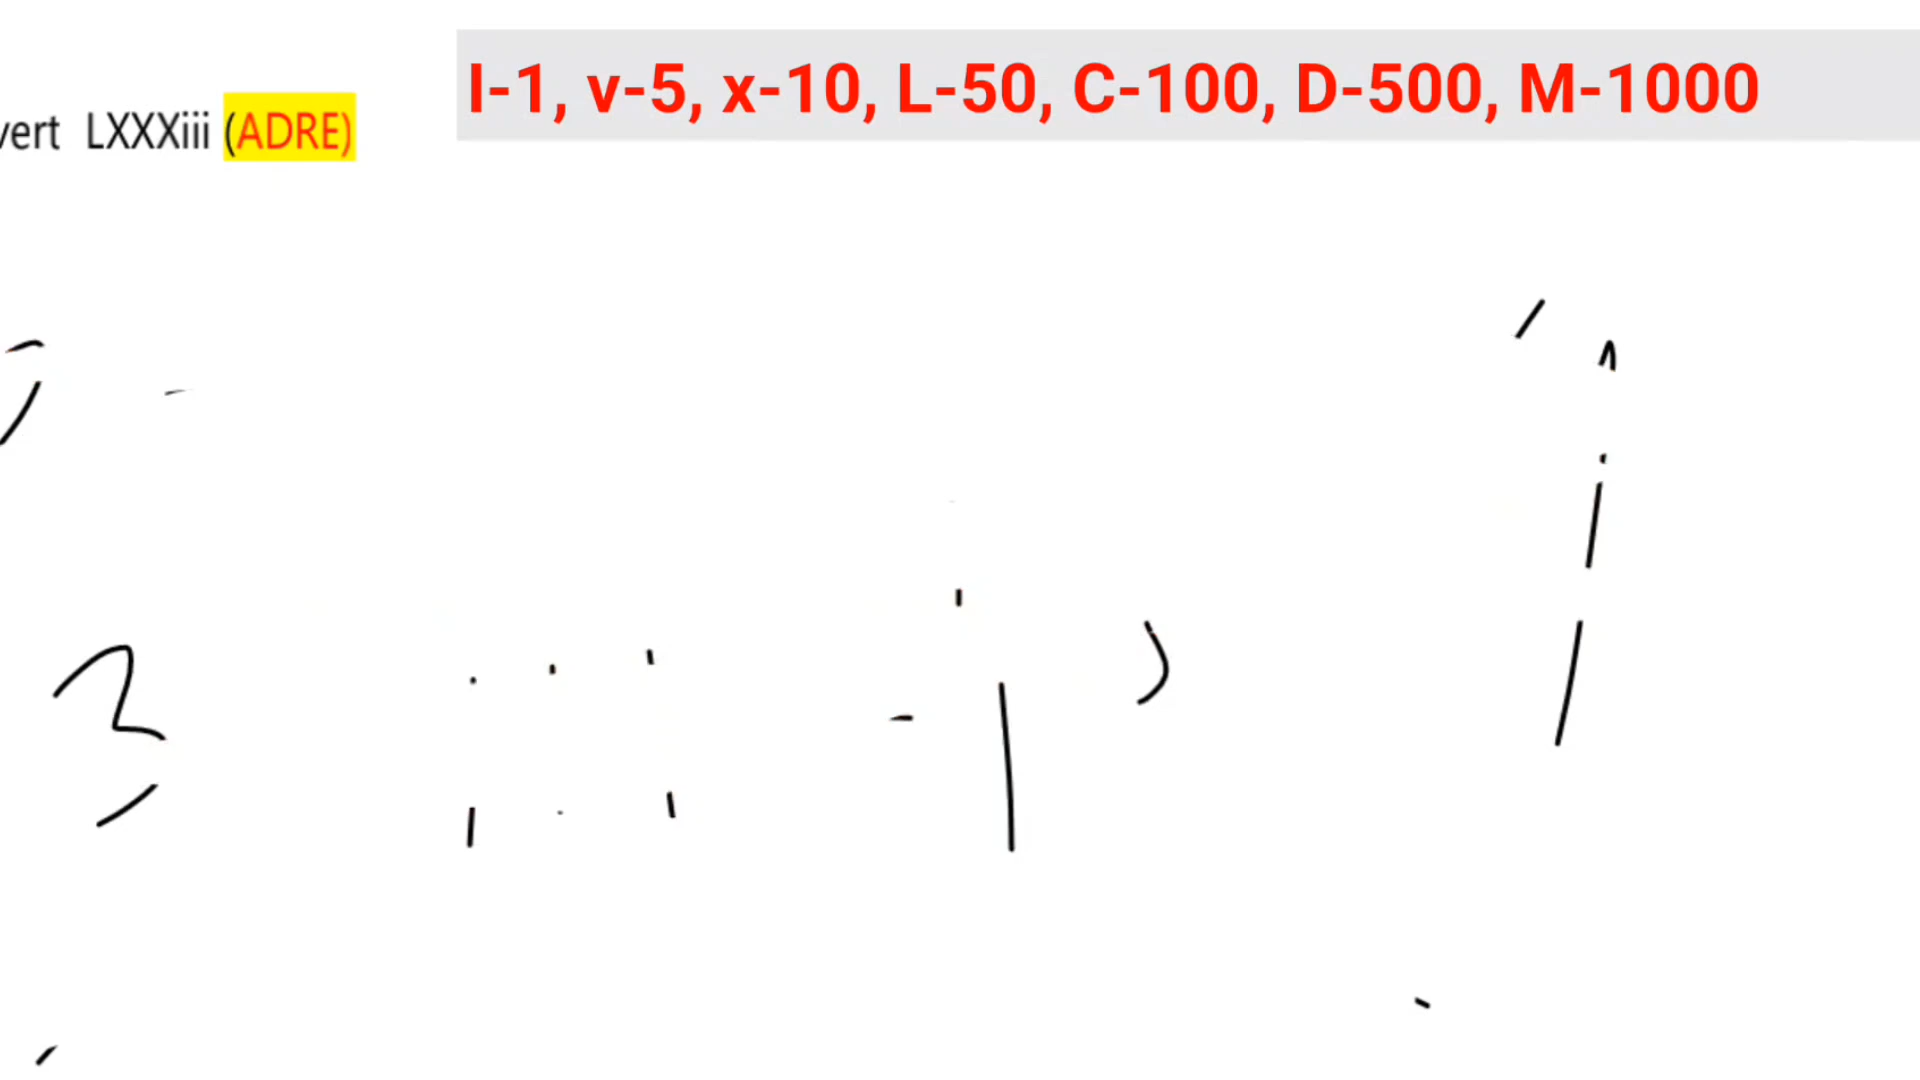 I-1, v-5, x-10, L-50, C-100, D-500, M-1000
vert LXXXiii (ADRE)